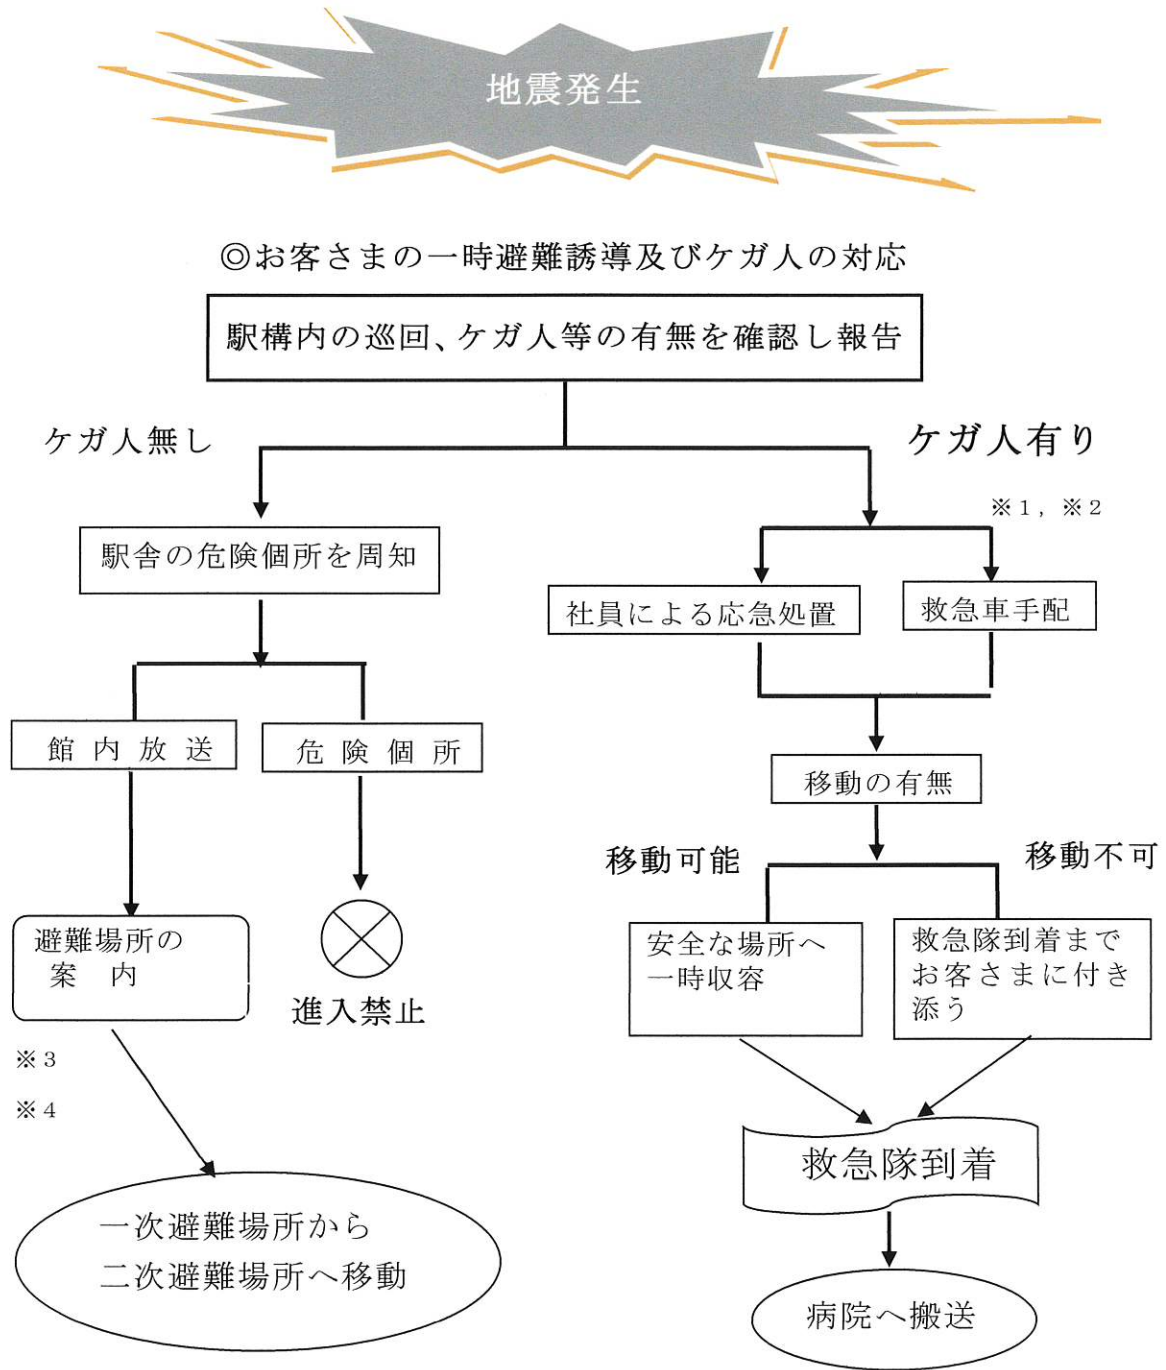 地震発生
◎お客さまの一時避難誘導及びケガ人の対応
駅構内の巡回、ケガ人等の有無を確認し報告
ケガ人無し
ケガ人有り
※1，※2
駅舎の危険個所を周知
社員による応急処置
救急車手配
館内放送
危険個所
移動の有無
移動可能
移動不可
避難場所の
案 内
進入禁止
安全な場所へ
一時収容
救急隊到着まで
お客さまに付き
添う
※3
※4
救急隊到着
一次避難場所から
二次避難場所へ移動
病院へ搬送